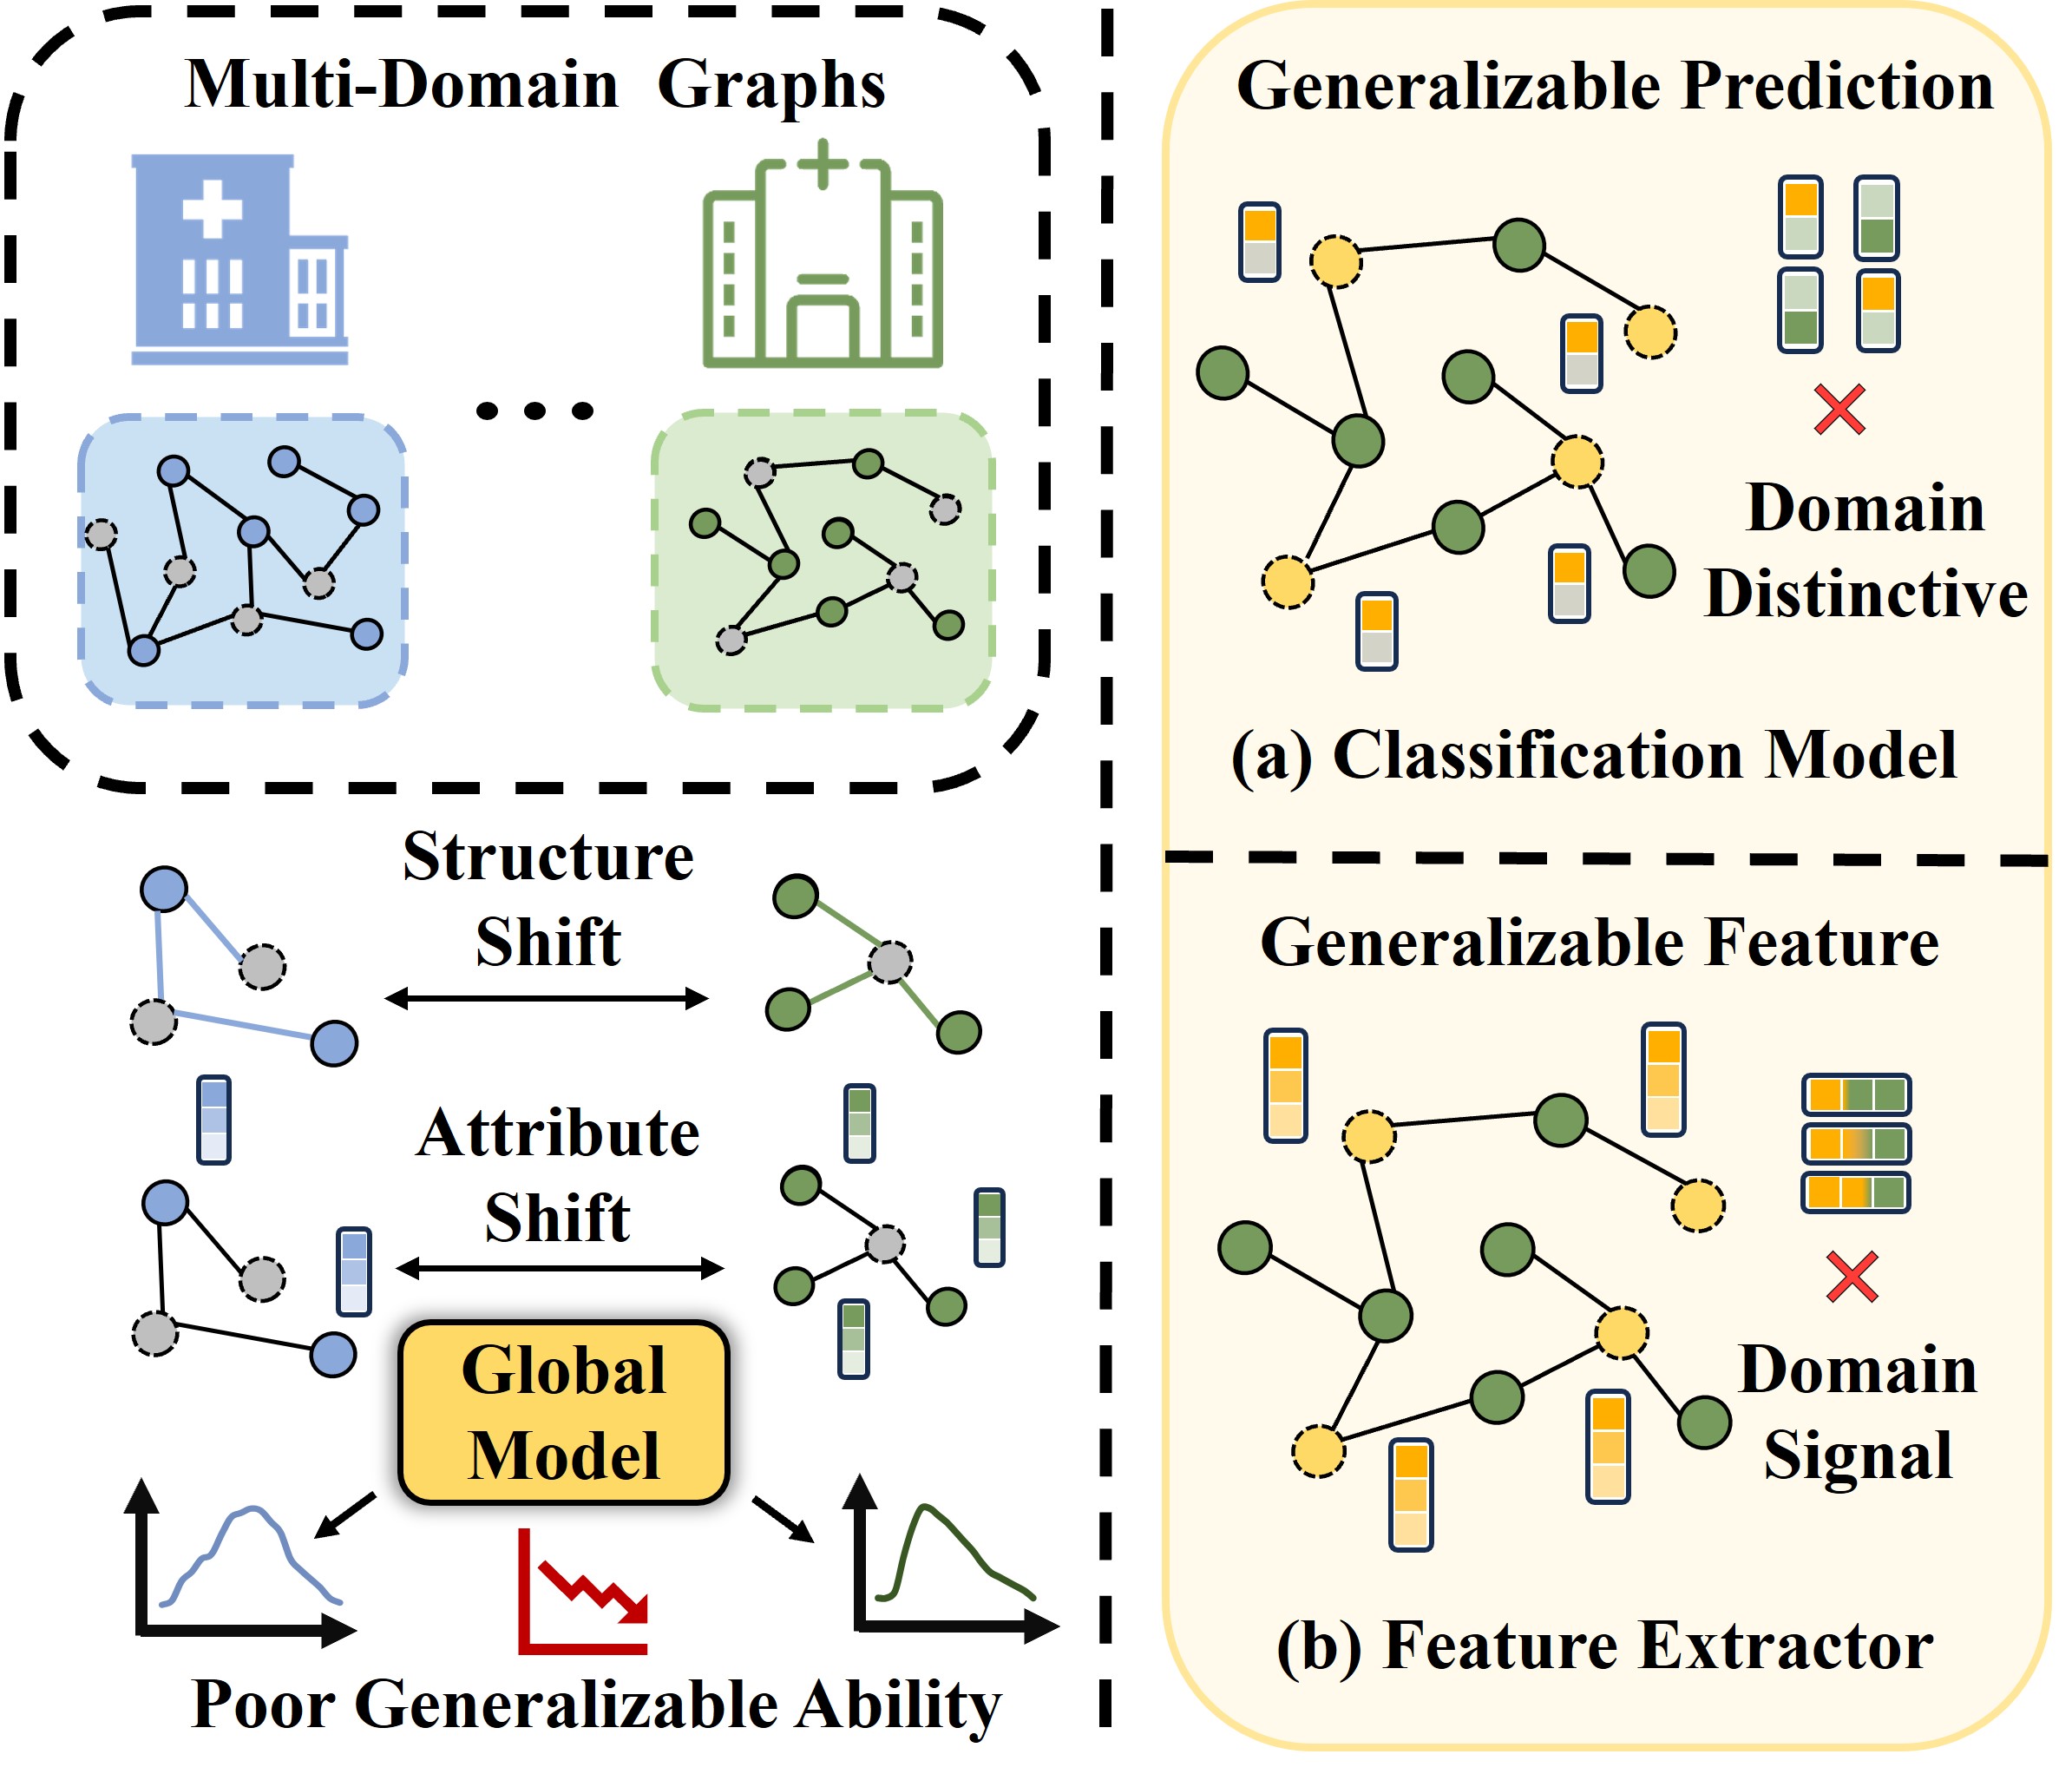 Multi-Domain Graphs
Structure
Shift
Attribute
Shift
Global
Model
Poor Generalizable Ability
Generalizable Prediction
Domain
Distinctive
(a) Classification Model
Generalizable Feature
Domain
Signal
(b) Feature Extractor